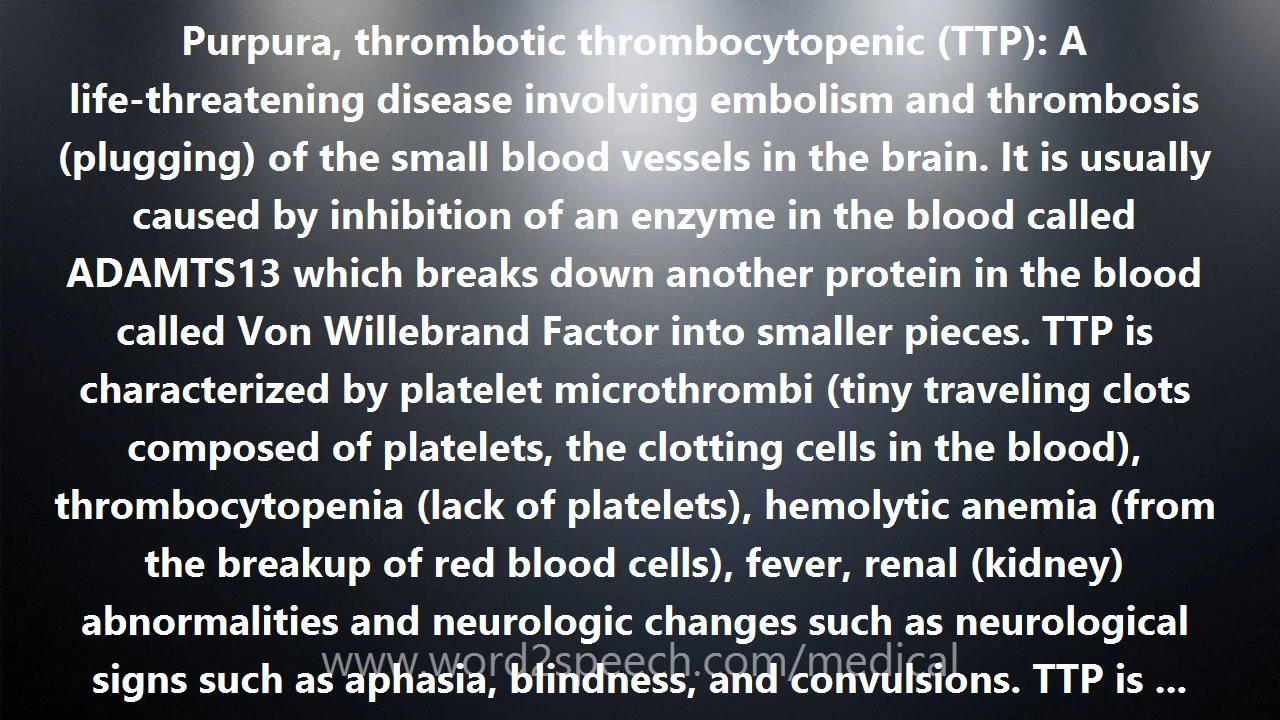 Purpura, thrombotic thrombocytopenic (TTP): A
life-threatening disease involving embolism and thrombosis
(plugging) of the small blood vessels in the brain. It is usually
caused by inhibition of an enzyme in the blood called
ADAMTS13 which breaks down another protein in the blood
called Von Willebrand Factor into smaller pieces. TTP is
characterized by platelet microthrombi (tiny traveling clots
composed of platelets, the clotting cells in the blood),
thrombocytopenia (lack of platelets), hemolytic anemia (from
the breakup of red blood cells), fever, renal (kidney)
abnormalities and neurologic changes such as neurological
www.word2speech.com/medical
signs such as aphasia, blindness, and convulsions. TTP is ...